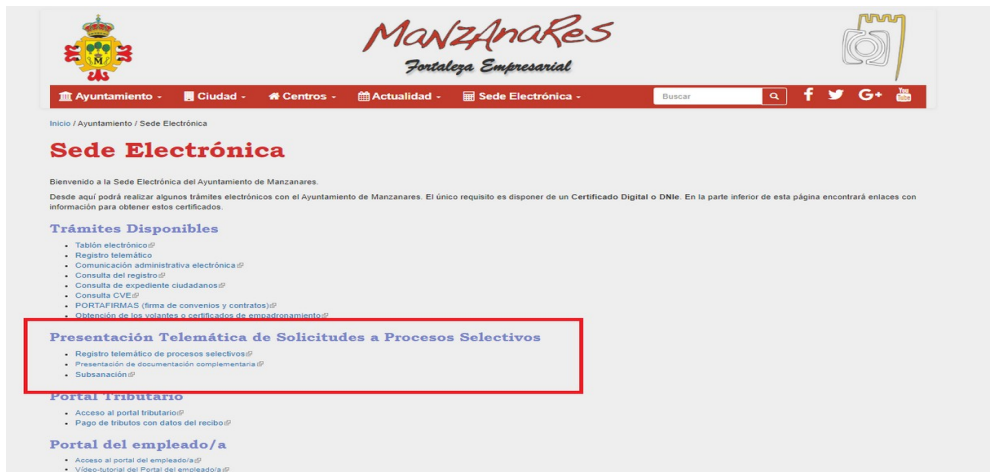 ManzAnaRes
Fortaleza Empresarial
Ayuntamiento
Ciudad
Centros
Actualidad
Sede Electrónica
Buscar
Inicio / Ayuntamiento / Sede Electrónica
Sede Electrónica
Bienvenido a la Sede Electrónica del Ayuntamiento de Manzanares.
Desde aquí podrá realizar algunos trámites electrónicos con el Ayuntamiento de Manzanares. El único requisito es disponer de un Certificado Digital o DNIe. En la parte inferior de esta página encontrará enlaces con
información para obtener estos certificados.
Trámites Disponibles
Tablón electrónico
Registro telemático
Comunicación administrativa electrónica
Consulta del registro
Consulta de expediente ciudadanos
Consulta CVE
PORTAFIRMAS (firma de convenios y contratos)
Obtención de los volantes o certificados de empadronamiento
Presentación Telemática de Solicitudes a Procesos Selectivos
Registro telemático de procesos selectivos
Presentación de documentación complementaria
Subsanación
Portal Tributario
Acceso al portal tributario
Pago de tributos con datos del recibo
Portal del empleado/a
Acceso al portal del empleado/a
Vídeo-tutorial del Portal del empleado/a